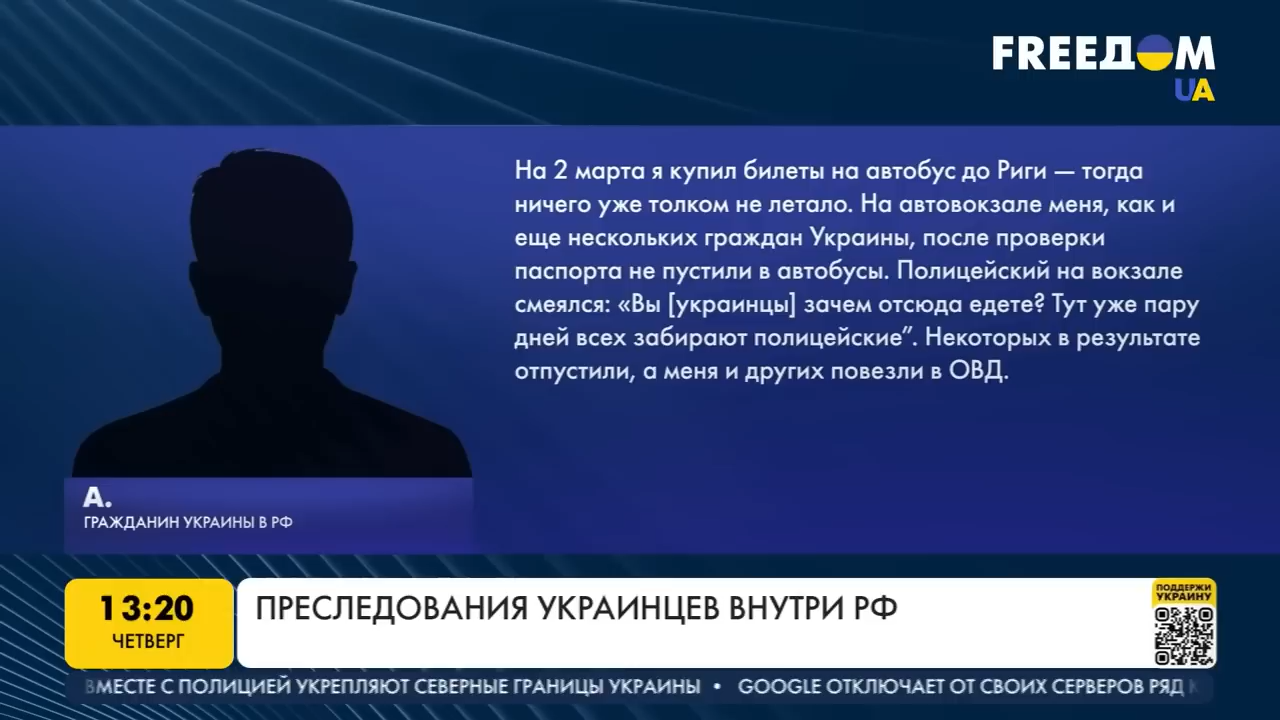 FREEДOM
UA
На 2 марта я купил билеты на автобус до Риги — тогда
ничего уже толком не летало. На автовокзале меня, как и
еще нескольких граждан Украины, после проверки
паспорта не пустили в автобусы. Полицейский на вокзале
смеялся: «Вы [украинцы] зачем отсюда едете? Тут уже пару
дней всех забирают полицейские”. Некоторых в результате
отпустили, а меня и других повезли в ОВД.
А.
ГРАЖДАНИН УКРАИНЫ В РФ
13:20
ЧЕТВЕРГ
ПРЕСЛЕДОВАНИЯ УКРАИНЦЕВ ВНУТРИ РФ
ПОДДЕРЖИ
УКРАИНУ
ВМЕСТЕ С ПОЛИЦИЕЙ УКРЕПЛЯЮТ СЕВЕРНЫЕ ГРАНИЦЫ УКРАИНЫ • GOOGLE ОТКЛЮЧАЕТ ОТ СВОИХ СЕРВЕРОВ РЯД К